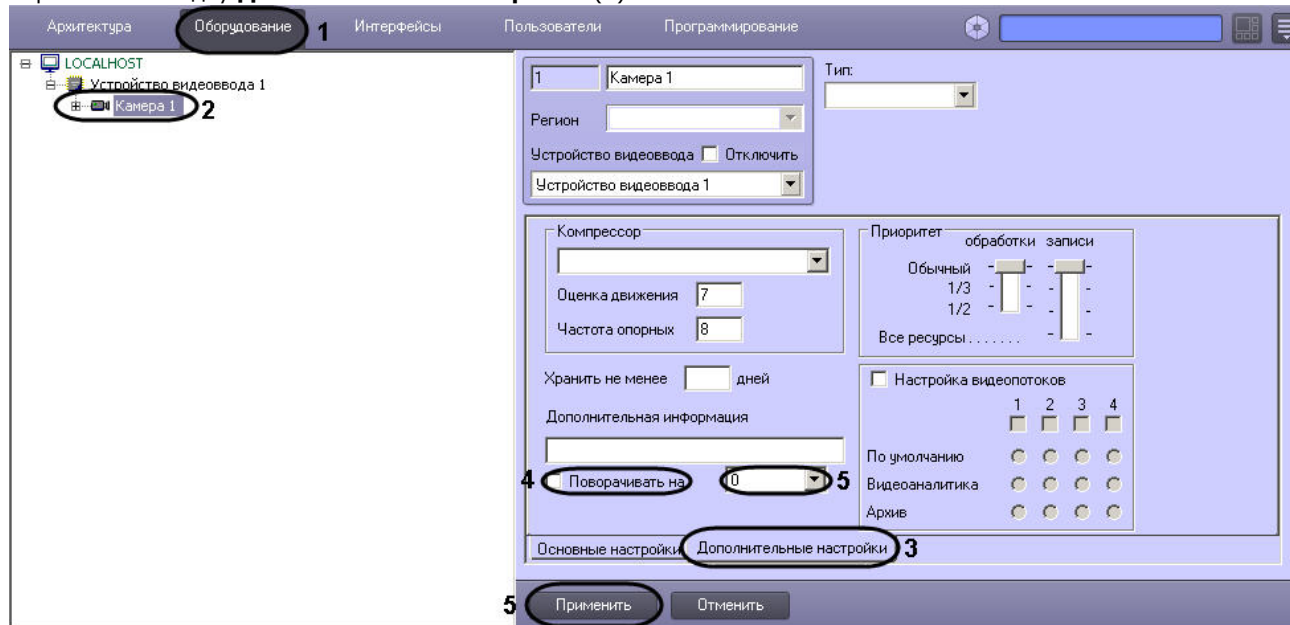 Архитектура Оборудование 1 Интерфейсы Пользователи Программирование
LOCALHOST
Устройство видеоввода 1
Камера 1 2
1 Камера 1 Тип:
Регион
Устройство видеоввода Отключить
Устройство видеоввода 1
Компрессор
Оценка движения 7
Частота опорных 8
Приоритет обработки записи
Обычный
1/3
1/2
Все ресурсы.......
Хранить не менее дней
Дополнительная информация
Настройка видеопотоков
1 2 3 4
По умолчанию
Видеоаналитика
Архив
4 Поворачивать на 0 5
Основные настройки Дополнительные настройки 3
5 Применить Отменить